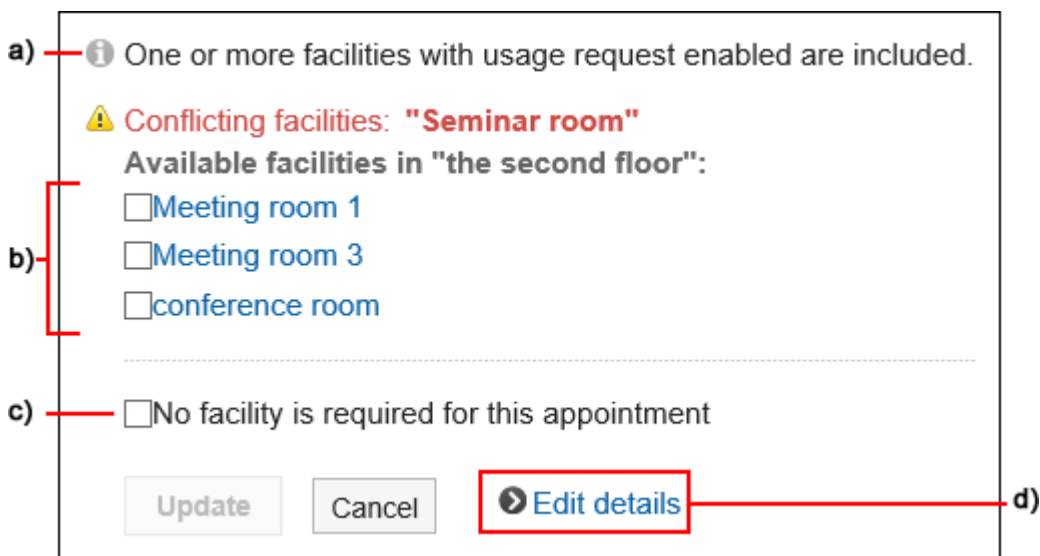 a) One or more facilities with usage request enabled are included.
Conflicting facilities: "Seminar room"
Available facilities in "the second floor":
Meeting room 1
b) Meeting room 3
conference room
c) No facility is required for this appointment
Update Cancel Edit details d)